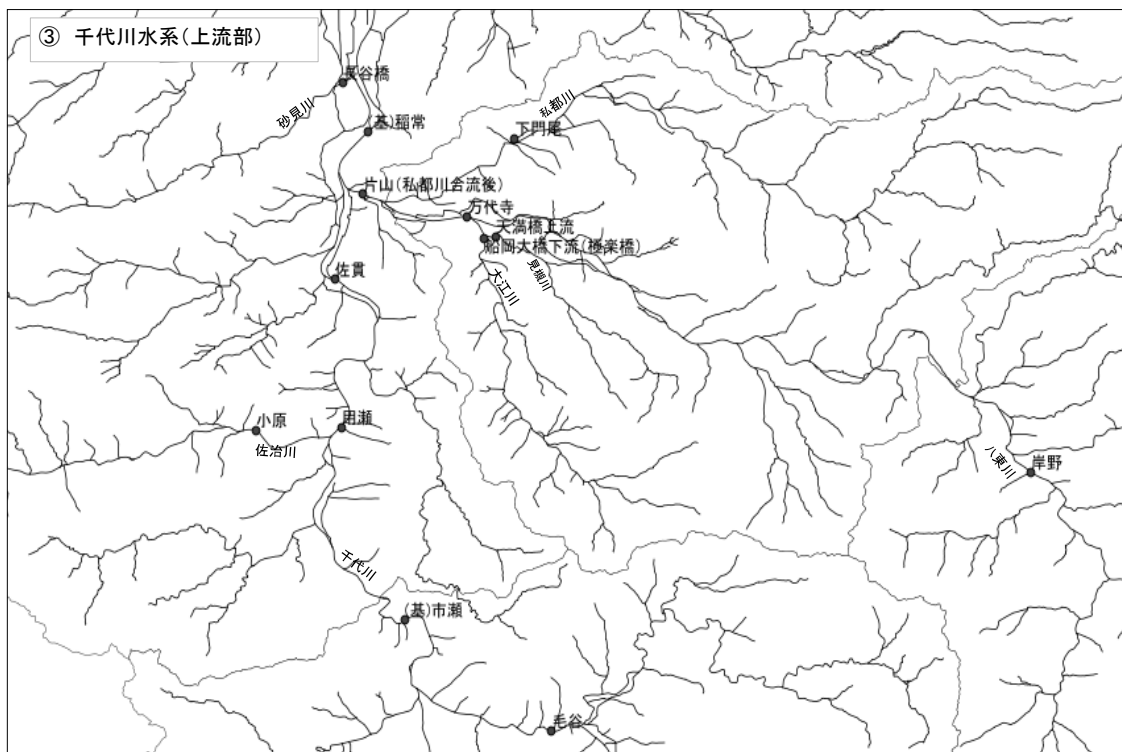 ③ 千代川水系(上流部)
長谷橋
砂見川
(基)稲常
私都川
下門尾
片山(私都川合流後)
万代寺
天満橋上流
船岡大橋下流(極楽橋)
見槻川
大江川
佐貫
小原
用瀬
佐治川
八東川
岸野
千代川
(基)市瀬
毛谷